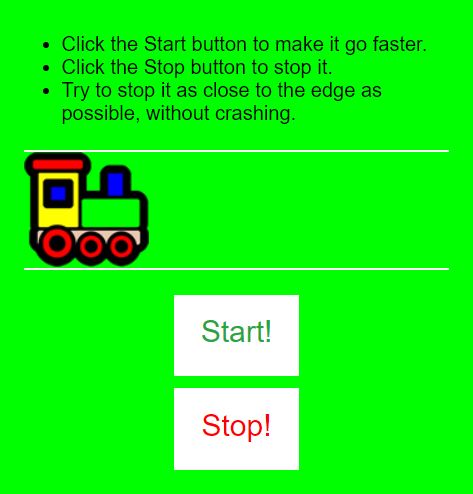 Click the Start button to make it go faster.
Click the Stop button to stop it.
Try to stop it as close to the edge as
possible, without crashing.
Start!
Stop!